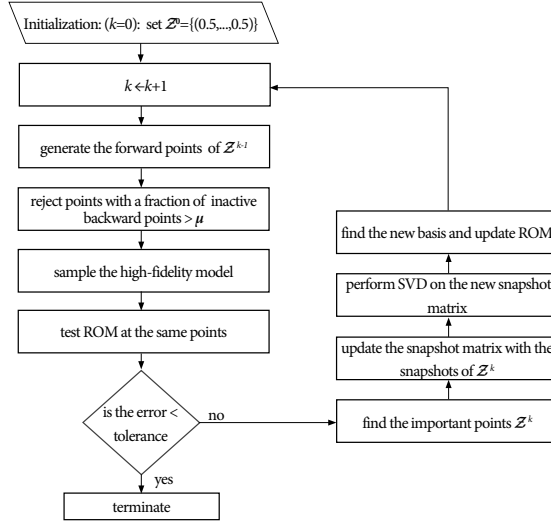 Initialization: (k=0): set 𝒵⁰={(0.5,...,0.5)}
k←k+1
generate the forward points of 𝒵ᵏ⁻¹
reject points with a fraction of inactive
backward points > μ
sample the high-fidelity model
test ROM at the same points
is the error <
tolerance
no
yes
terminate
find the important points 𝒵ᵏ
update the snapshot matrix with the
snapshots of 𝒵ᵏ
perform SVD on the new snapshot
matrix
find the new basis and update ROM